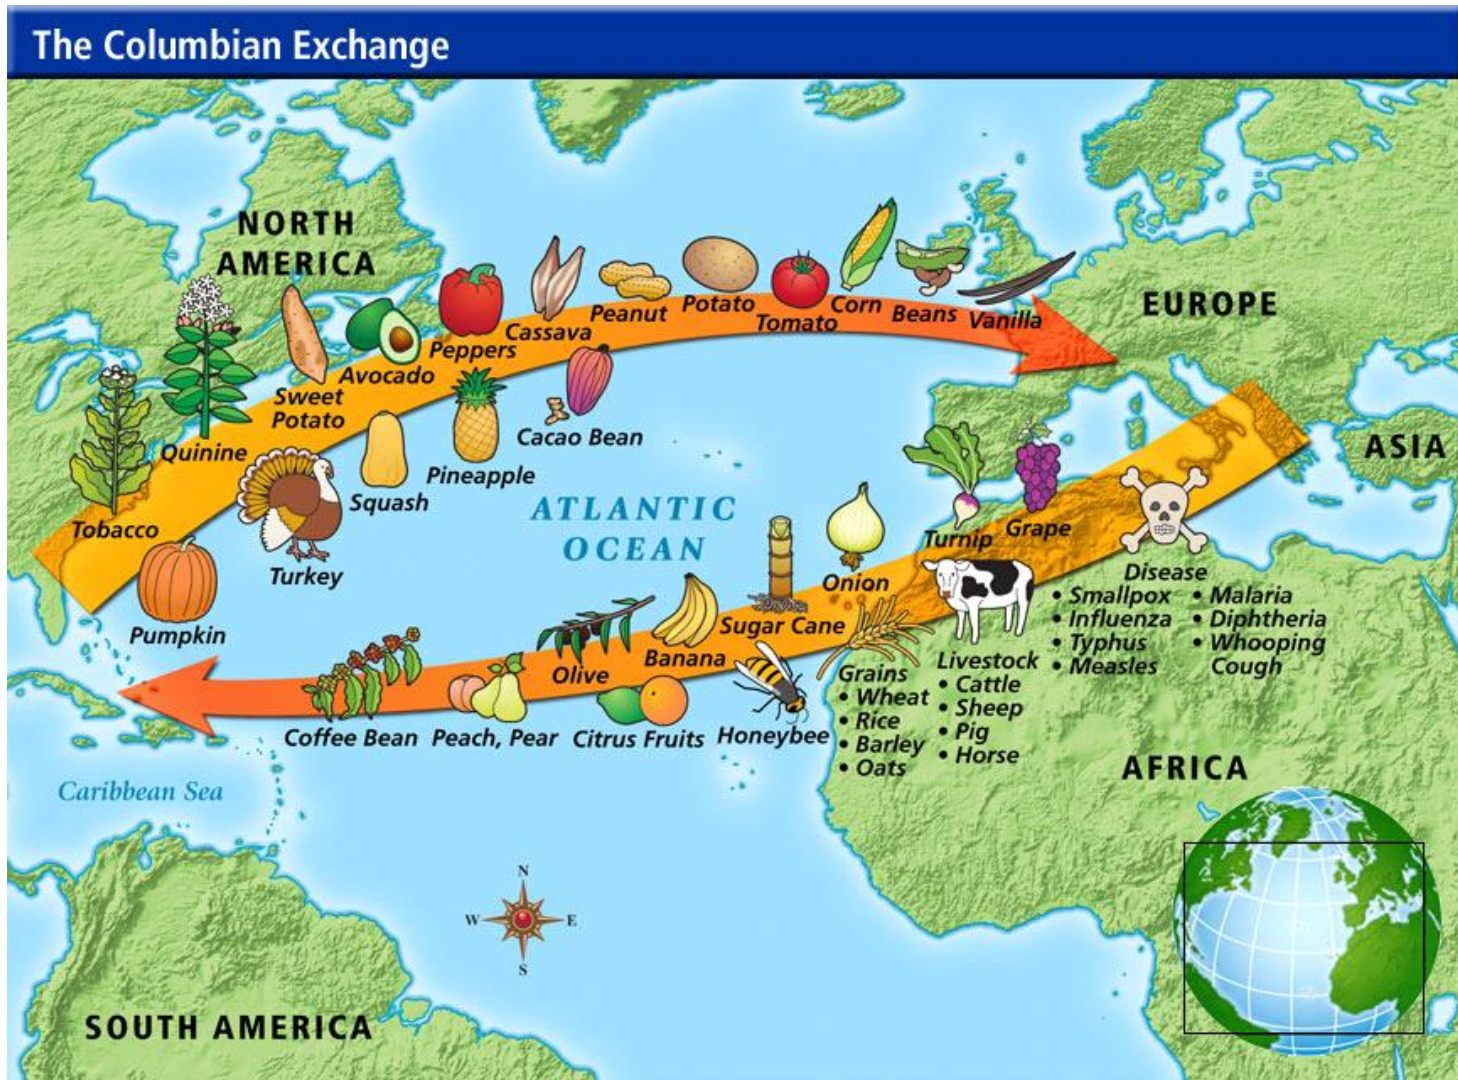 The Columbian Exchange
NORTH
AMERICA
EUROPE
ASIA
Tobacco
Quinine
Sweet
Potato
Avocado
Peppers
Cassava
Peanut
Potato
Tomato
Corn
Beans
Vanilla
Pumpkin
Turkey
Squash
Pineapple
Cacao Bean
ATLANTIC
OCEAN
Coffee Bean
Peach, Pear
Olive
Citrus Fruits
Banana
Honeybee
Sugar Cane
Onion
Grains
• Wheat
• Rice
• Barley
• Oats
Turnip
Livestock
• Cattle
• Sheep
• Pig
• Horse
Grape
Disease
• Smallpox
• Influenza
• Typhus
• Measles
• Malaria
• Diphtheria
• Whooping
Cough
AFRICA
Caribbean Sea
SOUTH AMERICA
N
W
E
S